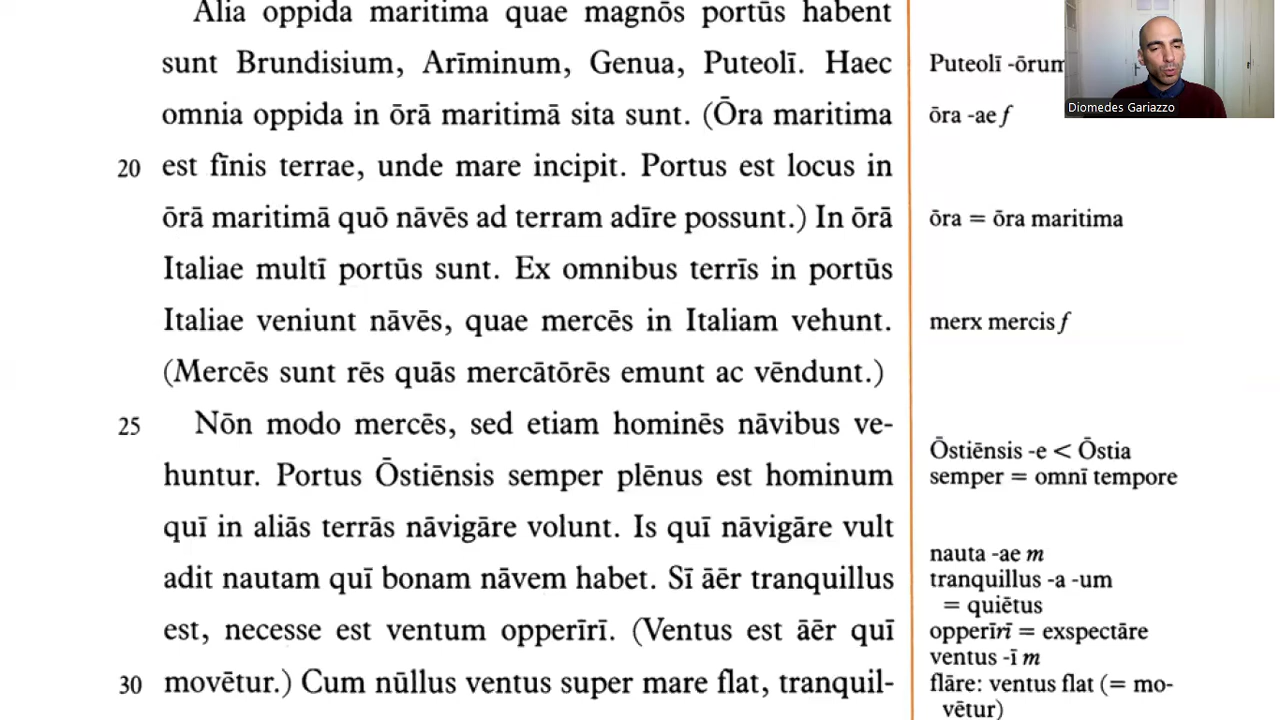 Alia oppida maritima quae magnōs portūs habent
sunt Brundisium, Arīminum, Genua, Puteolī. Haec
omnia oppida in ōrā maritimā sita sunt. (Ōra maritima
20 est fīnis terrae, unde mare incipit. Portus est locus in
ōrā maritimā quō nāvēs ad terram adīre possunt.) In ōrā
Italiae multī portūs sunt. Ex omnibus terrīs in portūs
Italiae veniunt nāvēs, quae mercēs in Italiam vehunt.
(Mercēs sunt rēs quās mercātōrēs emunt ac vēndunt.)
25 Nōn modo mercēs, sed etiam hominēs nāvibus ve-
huntur. Portus Ōstiēnsis semper plēnus est hominum
quī in aliās terrās nāvigāre volunt. Is quī nāvigāre vult
adit nautam quī bonam nāvem habet. Sī āēr tranquillus
est, necesse est ventum opperīrī. (Ventus est āēr quī
30 movētur.) Cum nūllus ventus super mare flat, tranquil-
Puteolī -ōrum
ōra -ae f
ōra = ōra maritima
merx mercis f
Ōstiēnsis -e < Ōstia
semper = omnī tempore
nauta -ae m
tranquillus -a -um
= quiētus
opperīrī = exspectāre
ventus -ī m
flāre: ventus flat (= mo-
vētur)
Diomedes Gariazzo